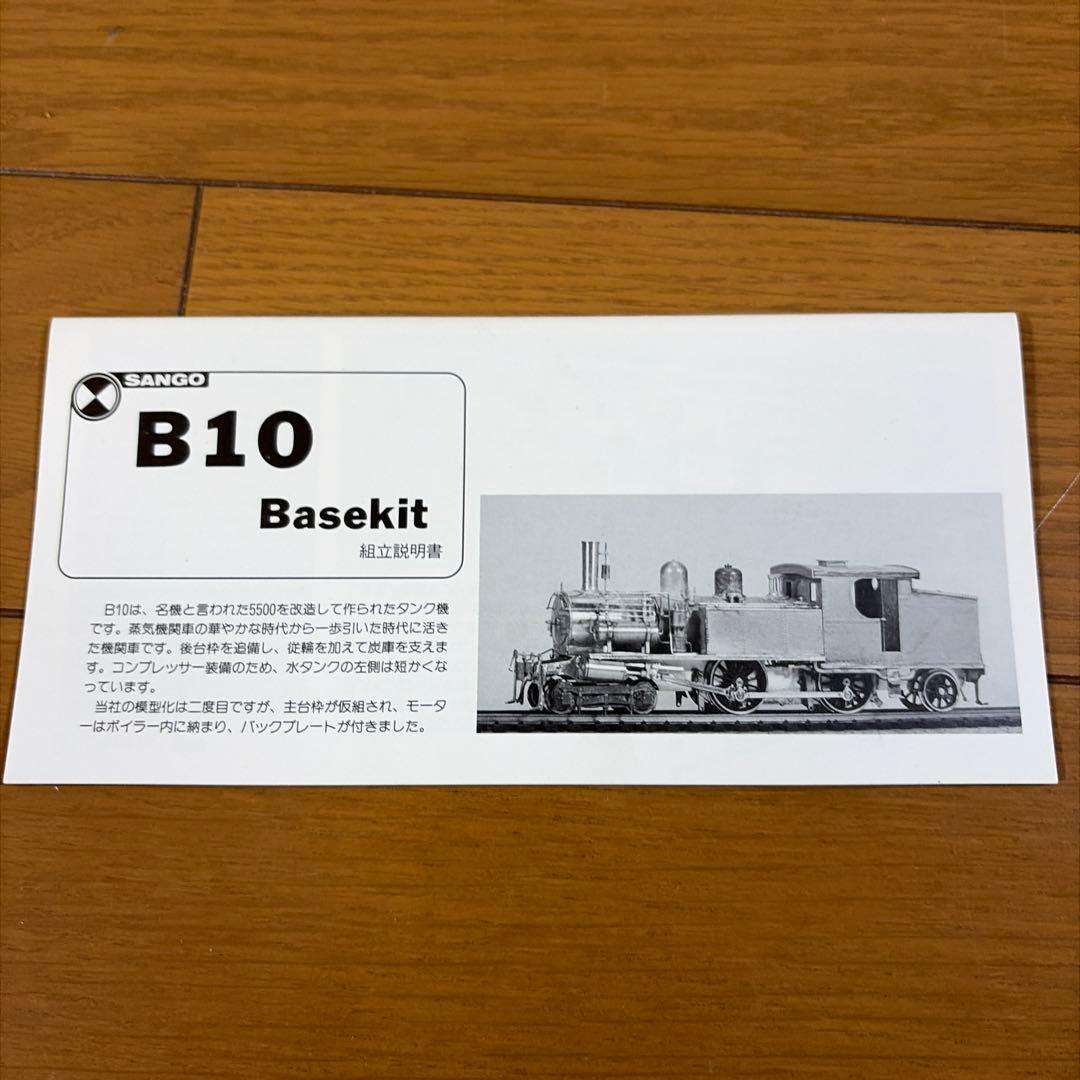 SANGO
B10
Basekit
組立説明書
B10は、名機と言われた5500を改造して作られたタンク機
です。蒸気機関車の華やかな時代から一歩引いた時代に活き
た機関車です。後台枠を追備し、従輪を加えて炭庫を支えま
す。コンプレッサー装備のため、水タンクの左側は短かくな
っています。
当社の模型化は二度目ですが、主台枠が仮組され、モータ
ーはボイラー内に納まり、バックプレートが付きました。